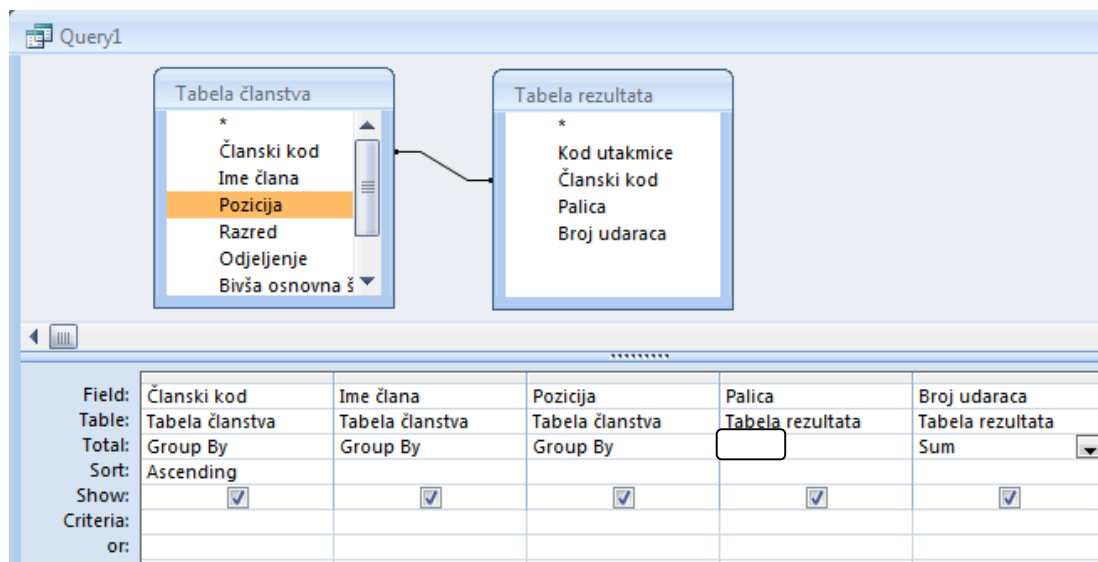 Query1
Tabela članstva
*
Članski kod
Ime člana
Pozicija
Razred
Odjeljenje
Bivša osnovna š
Tabela rezultata
*
Kod utakmice
Članski kod
Palica
Broj udaraca
Field: Članski kod Ime člana Pozicija Palica Broj udaraca
Table: Tabela članstva Tabela članstva Tabela članstva Tabela rezultata Tabela rezultata
Total: Group By Group By Group By Sum
Sort: Ascending
Show:
Criteria:
or: